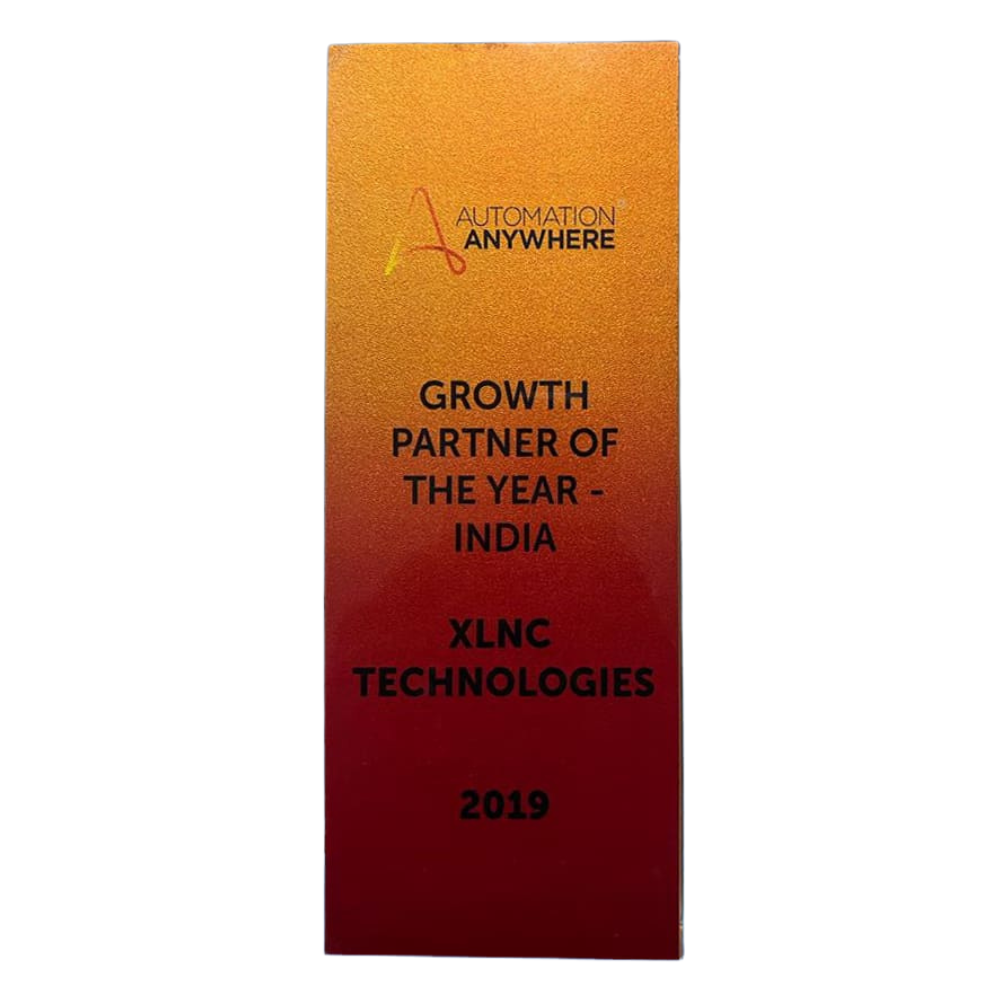 AUTOMATION
ANYWHERE
GROWTH
PARTNER OF
THE YEAR -
INDIA
XLNC
TECHNOLOGIES
2019